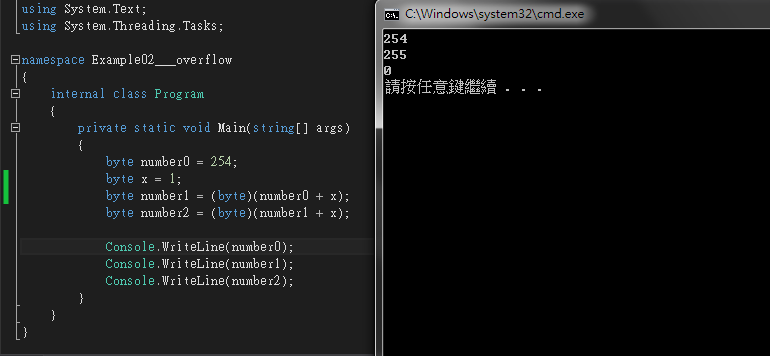 using System.Text;
using System.Threading.Tasks;
namespace Example02___overflow
{
internal class Program
{
private static void Main(string[] args)
{
byte number0 = 254;
byte x = 1;
byte number1 = (byte)(number0 + x);
byte number2 = (byte)(number1 + x);
Console.WriteLine(number0);
Console.WriteLine(number1);
Console.WriteLine(number2);
}
}
}
C:\Windows\system32\cmd.exe
254
255
0
請按任意鍵繼續 . . .